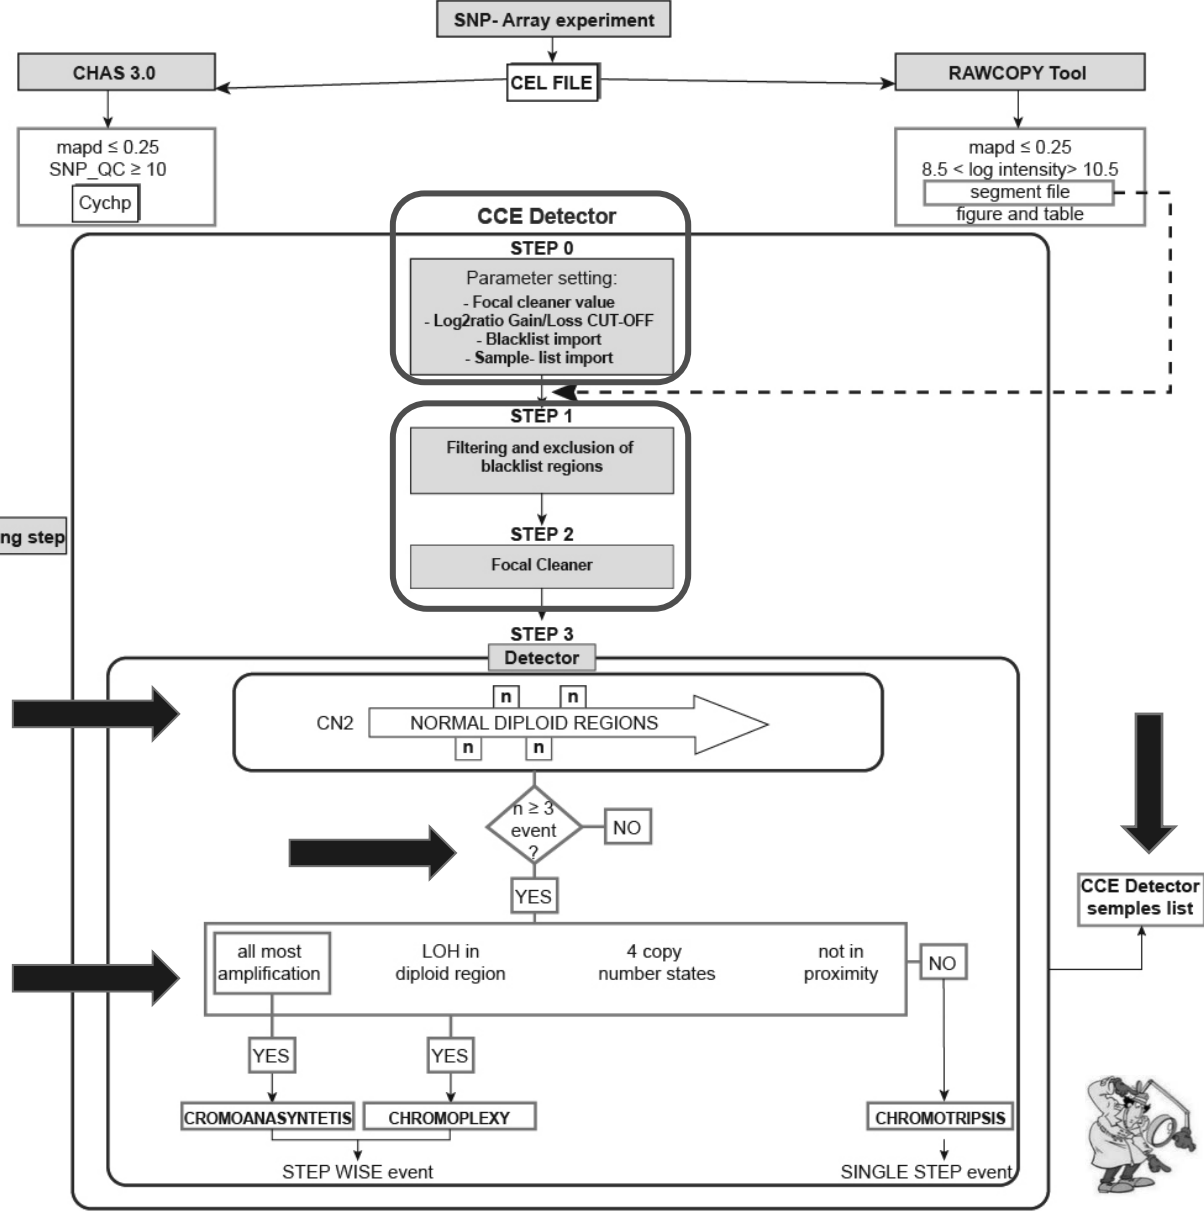 SNP- Array experiment
CHAS 3.0
CEL FILE
RAWCOPY Tool
mapd ≤ 0.25
SNP_QC ≥ 10
Cychp
mapd ≤ 0.25
8.5 < log intensity> 10.5
segment file
figure and table
CCE Detector
STEP 0
Parameter setting:
- Focal cleaner value
- Log2ratio Gain/Loss CUT-OFF
- Blacklist import
- Sample- list import
STEP 1
Filtering and exclusion of
blacklist regions
STEP 2
ng step
Focal Cleaner
STEP 3
Detector
n n
CN2 NORMAL DIPLOID REGIONS
n n
n ≥ 3
event
?
NO
YES
CCE Detector
semples list
all most
amplification
LOH in
diploid region
4 copy
number states
not in
proximity
NO
YES
YES
CROMOANASYNTETIS
CHROMOPLEXY
CHROMOTRIPSIS
STEP WISE event
SINGLE STEP event